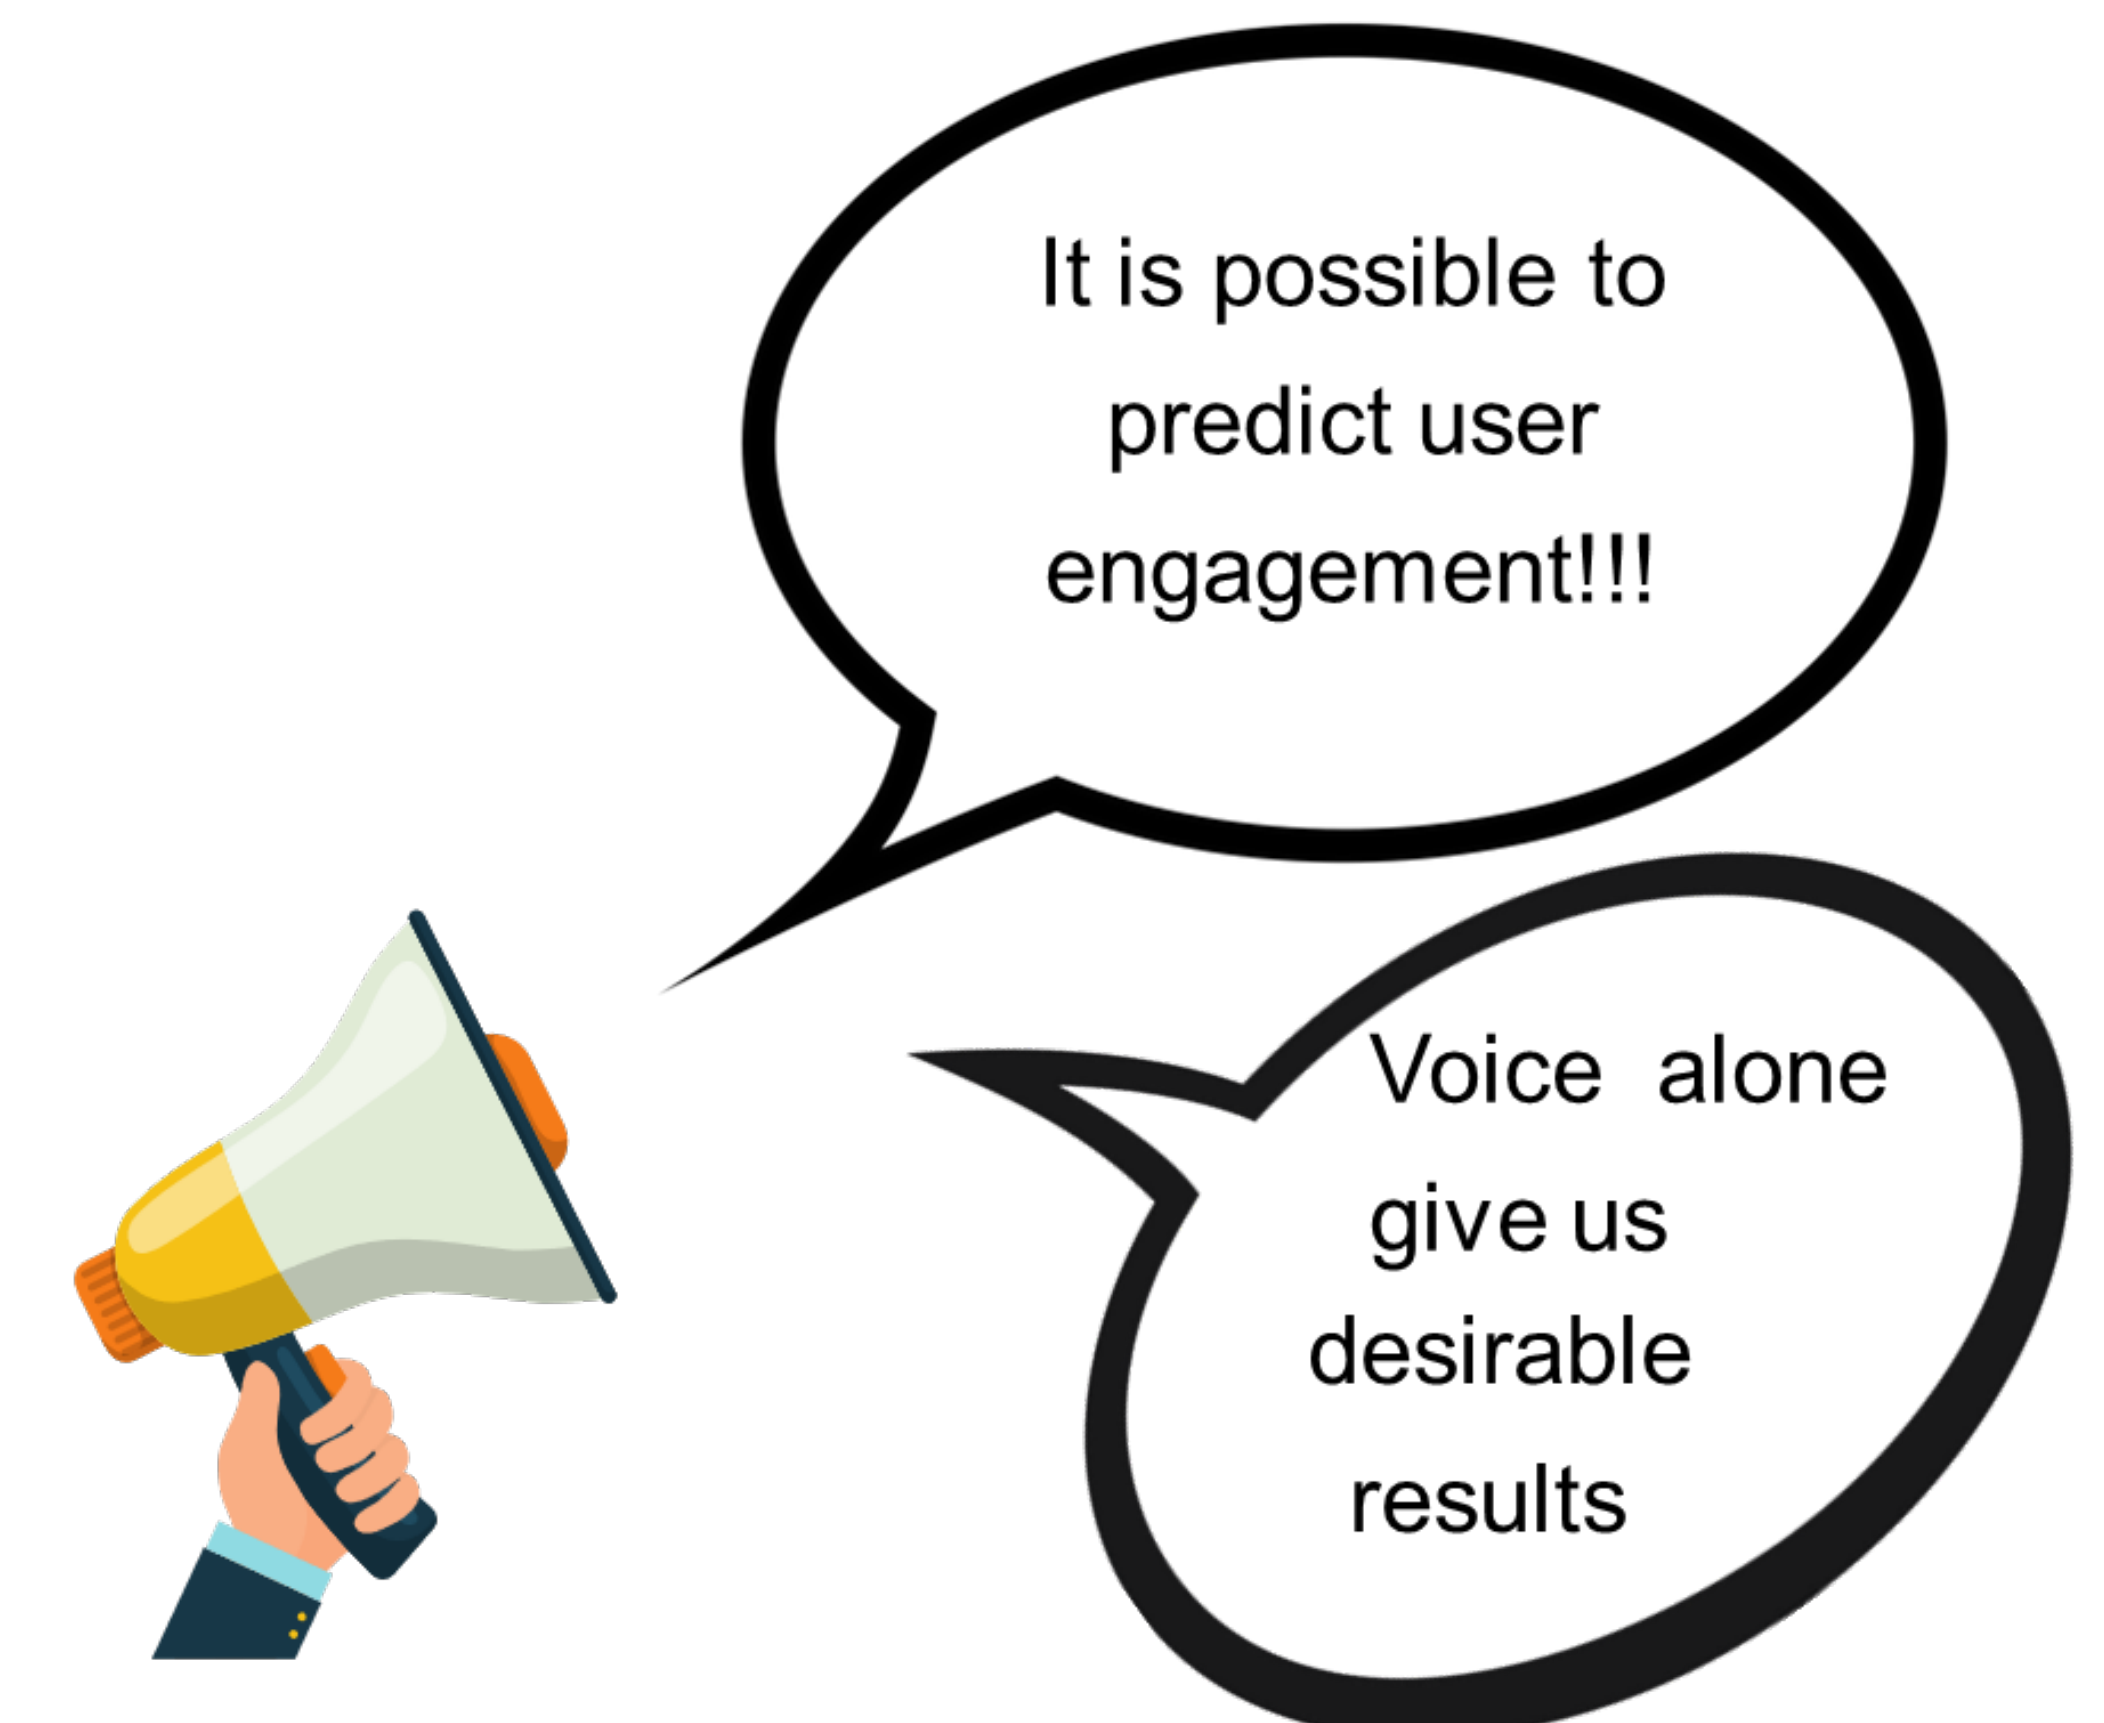 It is possible to
predict user
engagement!!!
Voice alone
give us
desirable
results